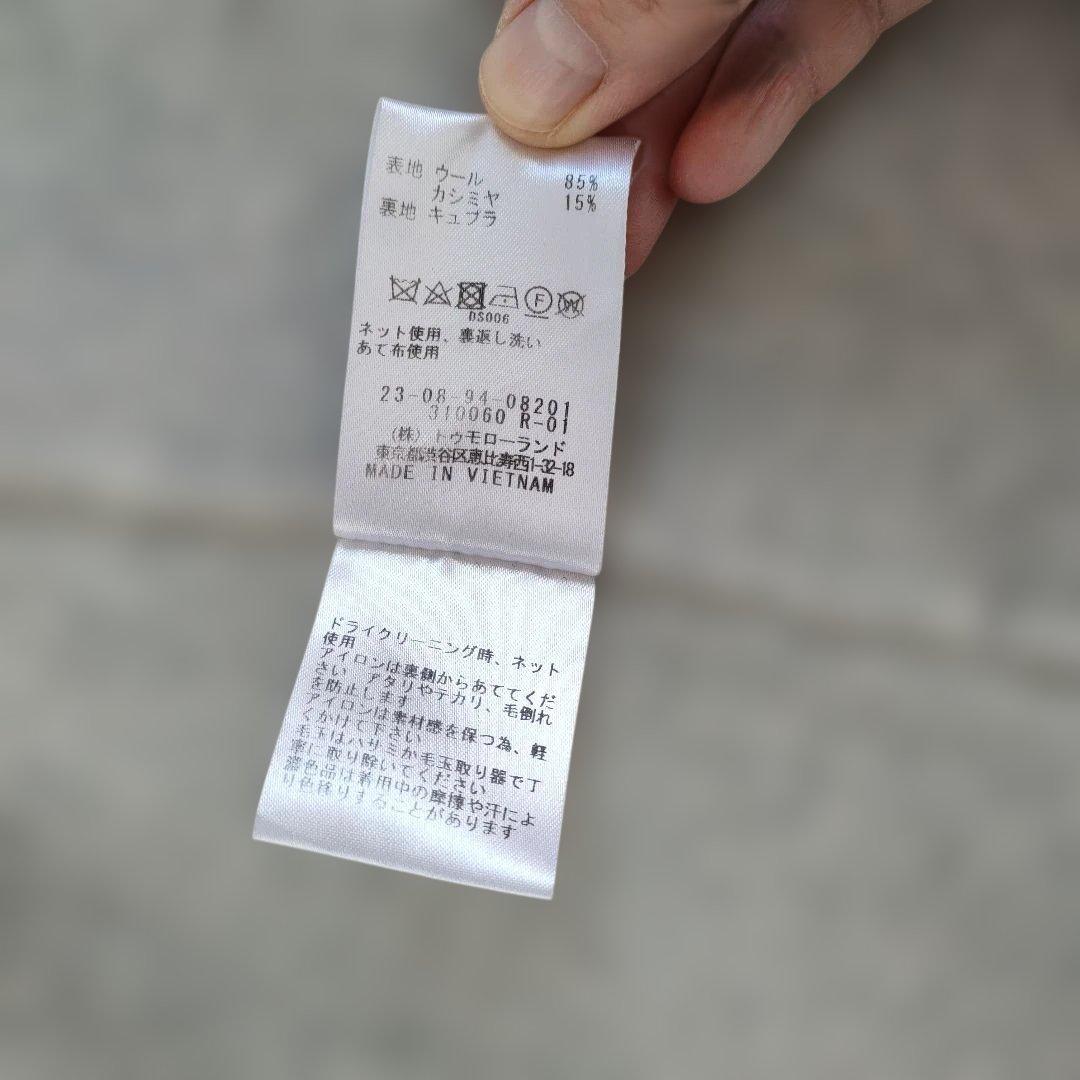 表地 ウール 85%
カシミヤ 15%
裏地 キュプラ
F W
DS006
ネット使用、裏返し洗い
あて布使用
23-08-94-08201
310060 R-01
(株) トゥモローランド
東京都渋谷区恵比寿西1-32-18
MADE IN VIETNAM
ドライクリーニング時、ネット
使用
アイロンは裏側からあててくだ
さい アタリやテカリ、毛倒れ
を防止します
アイロンは素材感を保つ為、軽
くかけて下さい
毛玉はハサミか毛玉取り器で丁
寧に取り除いてください
濃色品は着用中の摩擦や汗によ
り色移りすることがあります